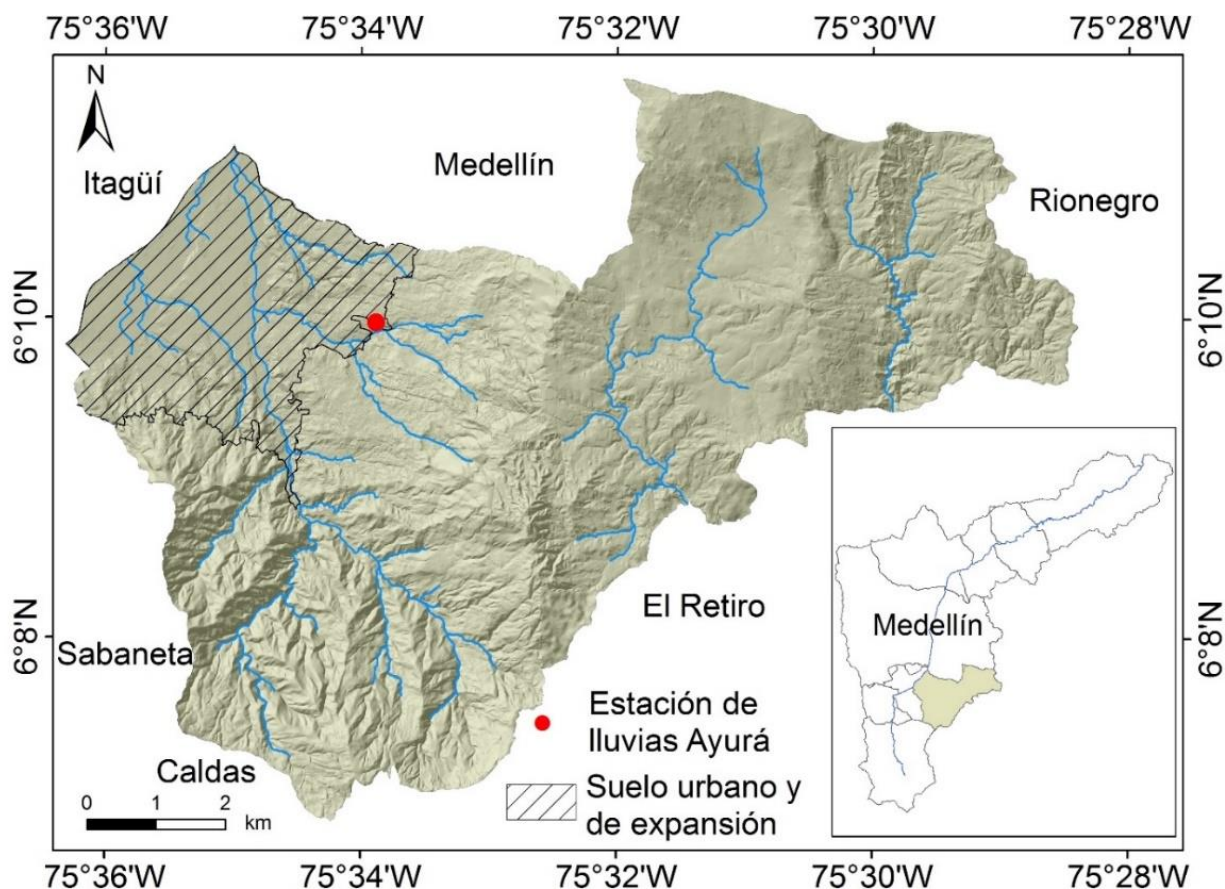 75°36'W 75°34'W 75°32'W 75°30'W 75°28'W
N
Itagüí
Medellín
Rionegro
6°10'N
6°10'N
El Retiro
Medellín
6°8'N
6°8'N
Sabaneta
Estación de
lluvias Ayurá
Caldas
Suelo urbano y
de expansión
0 1 2
km
75°36'W 75°34'W 75°32'W 75°30'W 75°28'W